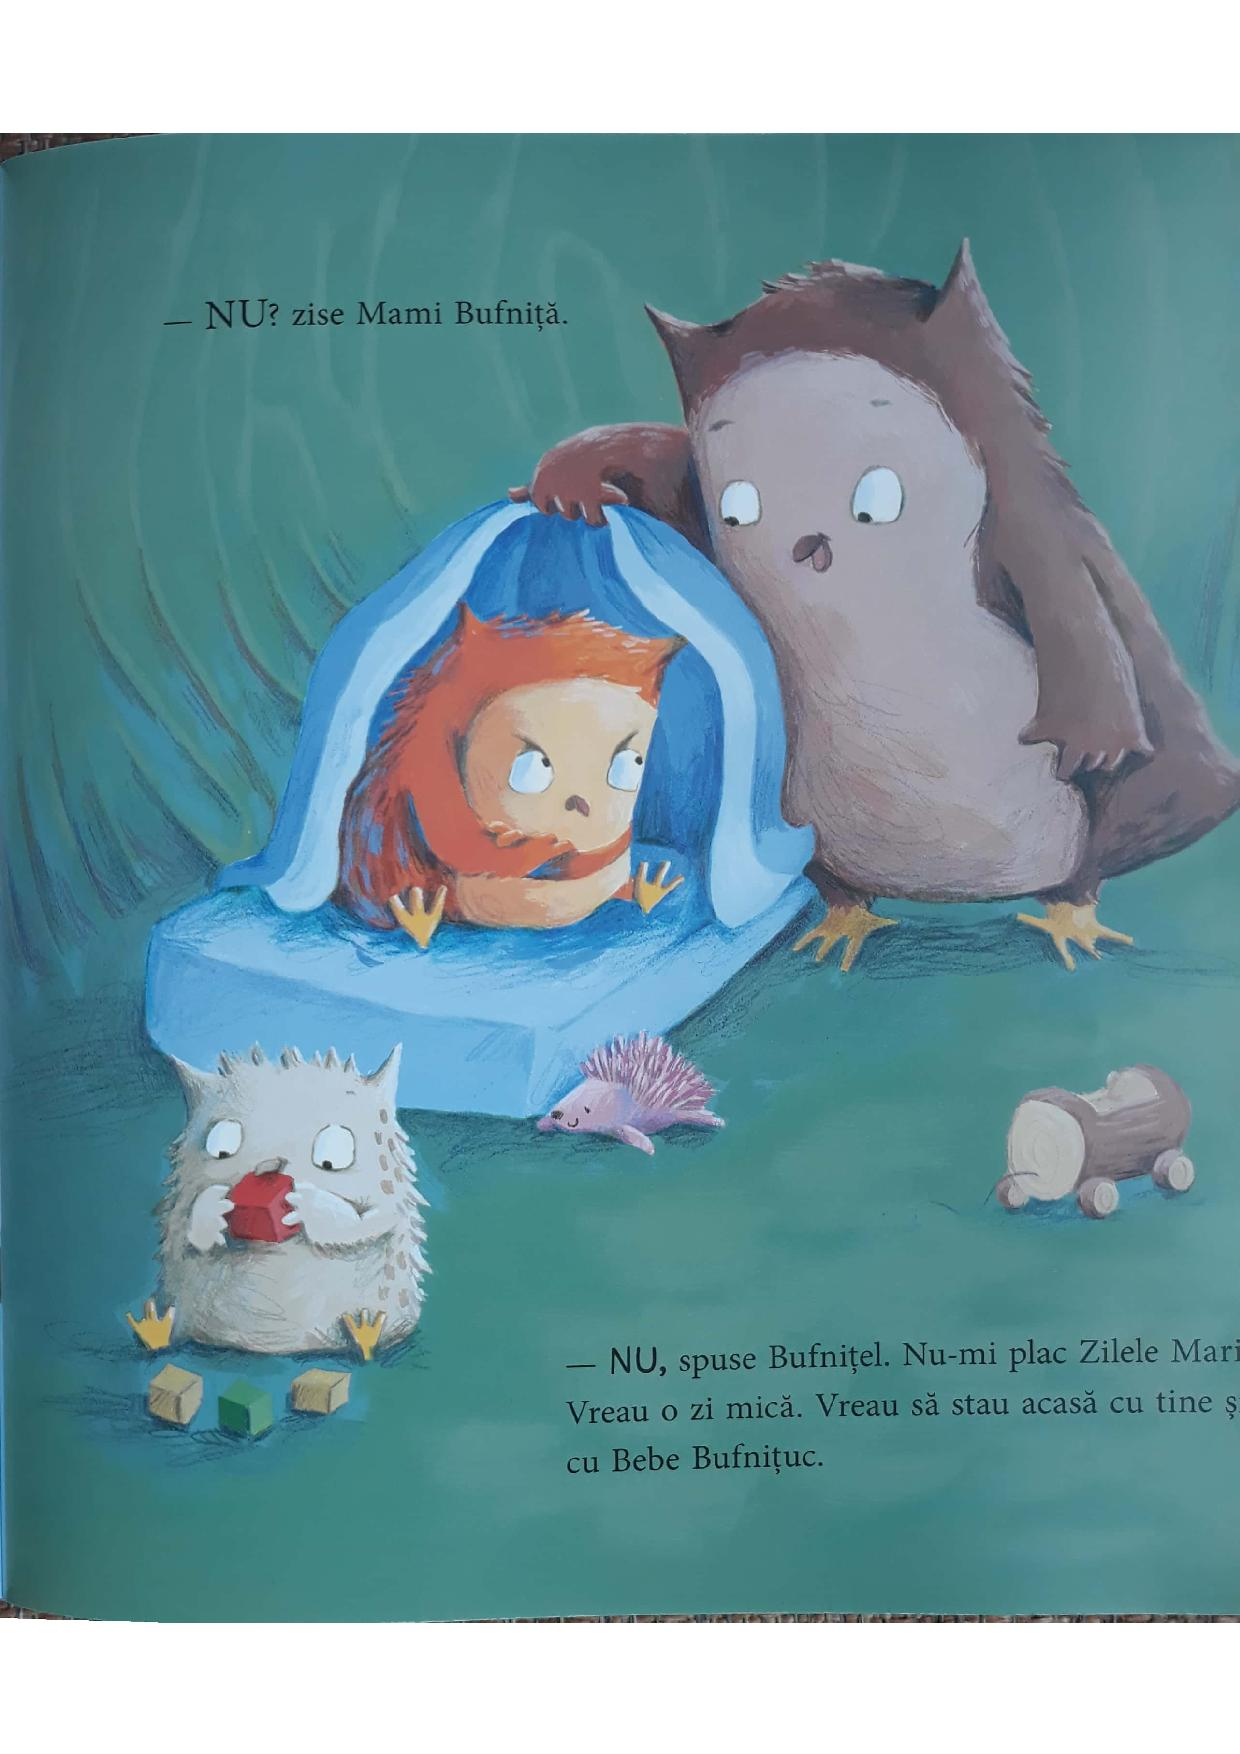 — NU? zise Mami Bufniță.
— NU, spuse Bufnițel. Nu-mi plac Zilele Mari
Vreau o zi mică. Vreau să stau acasă cu tine ș
cu Bebe Bufnițuc.